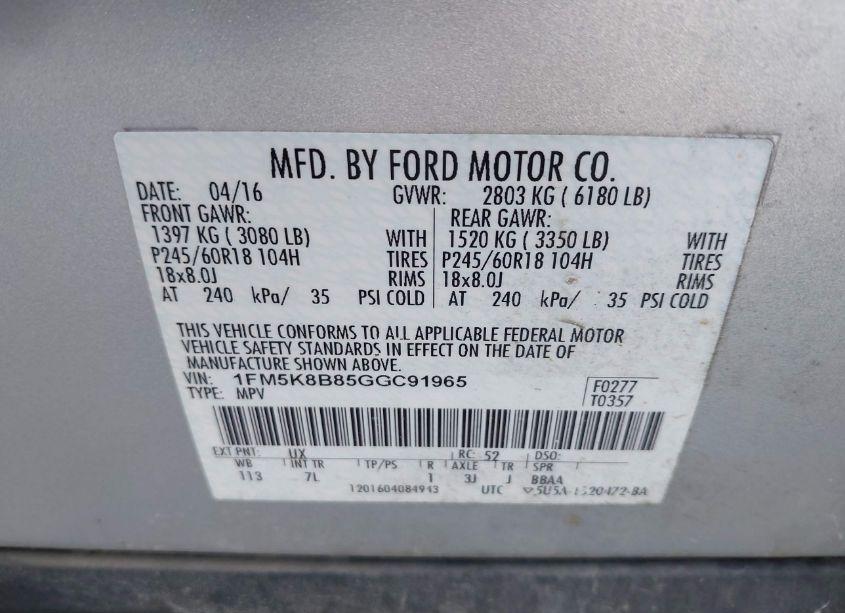 MFD. BY FORD MOTOR CO.
DATE: 04/16 GVWR: 2803 KG ( 6180 LB)
FRONT GAWR: REAR GAWR:
1397 KG ( 3080 LB) WITH 1520 KG ( 3350 LB) WITH
P245/60R18 104H TIRES P245/60R18 104H TIRES
18x8.0J RIMS 18x8.0J RIMS
AT 240 kPa/ 35 PSI COLD AT 240 kPa/ 35 PSI COLD
THIS VEHICLE CONFORMS TO ALL APPLICABLE FEDERAL MOTOR
VEHICLE SAFETY STANDARDS IN EFFECT ON THE DATE OF
MANUFACTURE SHOWN ABOVE.
VIN: 1FM5K8B85GGC91965 F0277
TYPE: MPV T0357
EXT PNT: UX RC: 52 DSO:
WB INT TR TP/PS R AXLE TR SPR
113 7L 1 3J J BBAA
1201604084943 UTC